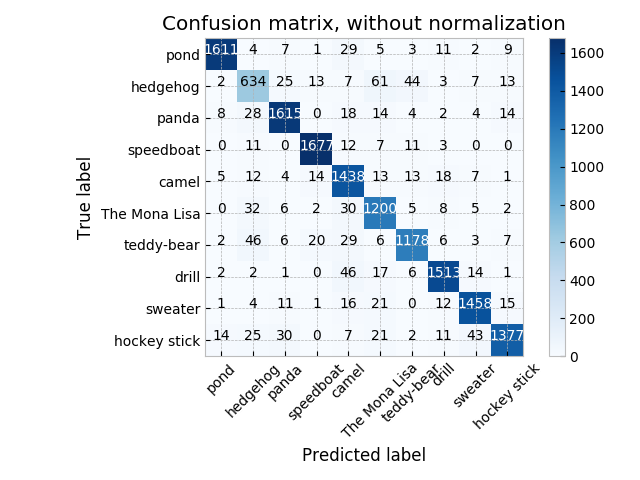 Confusion matrix, without normalization
True label
pond 1611 4 7 1 29 5 3 11 2 9
hedgehog 2 634 25 13 7 61 44 3 7 13
panda 8 28 1615 0 18 14 4 2 4 14
speedboat 0 11 0 1677 12 7 11 3 0 0
camel 5 12 4 14 1438 13 13 18 7 1
The Mona Lisa 0 32 6 2 30 1200 5 8 5 2
teddy-bear 2 46 6 20 29 6 1178 6 3 7
drill 2 2 1 0 46 17 6 1513 14 1
sweater 1 4 11 1 16 21 0 12 1458 15
hockey stick 14 25 30 0 7 21 2 11 43 1377
pond hedgehog panda speedboat camel The Mona Lisa teddy-bear drill sweater hockey stick
Predicted label
1600
1400
1200
1000
800
600
400
200
0